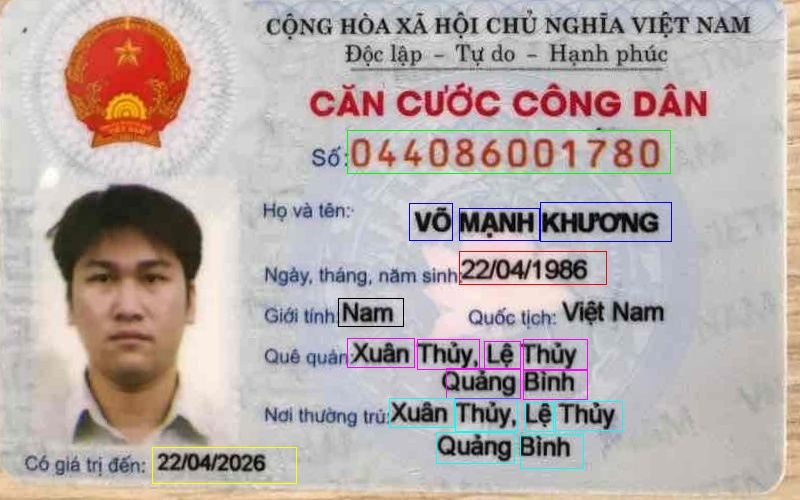 CỘNG HÒA XÃ HỘI CHỦ NGHĨA VIỆT NAM
Độc lập - Tự do - Hạnh phúc
CĂN CƯỚC CÔNG DÂN
Số: 044086001780
Họ và tên: VÕ MẠNH KHƯƠNG
Ngày, tháng, năm sinh: 22/04/1986
Giới tính: Nam Quốc tịch: Việt Nam
Quê quán: Xuân Thủy, Lệ Thủy
Quảng Bình
Nơi thường trú: Xuân Thủy, Lệ Thủy
Quảng Bình
Có giá trị đến: 22/04/2026